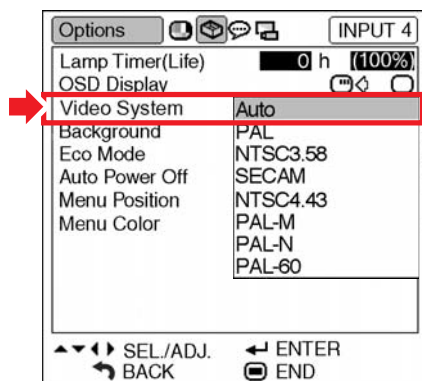 Options INPUT 4
Lamp Timer(Life) 0 h (100%)
OSD Display
Video System Auto
Background PAL
Eco Mode NTSC3.58
Auto Power Off SECAM
Menu Position NTSC4.43
Menu Color PAL-M
PAL-N
PAL-60
SEL./ADJ. ENTER
BACK END